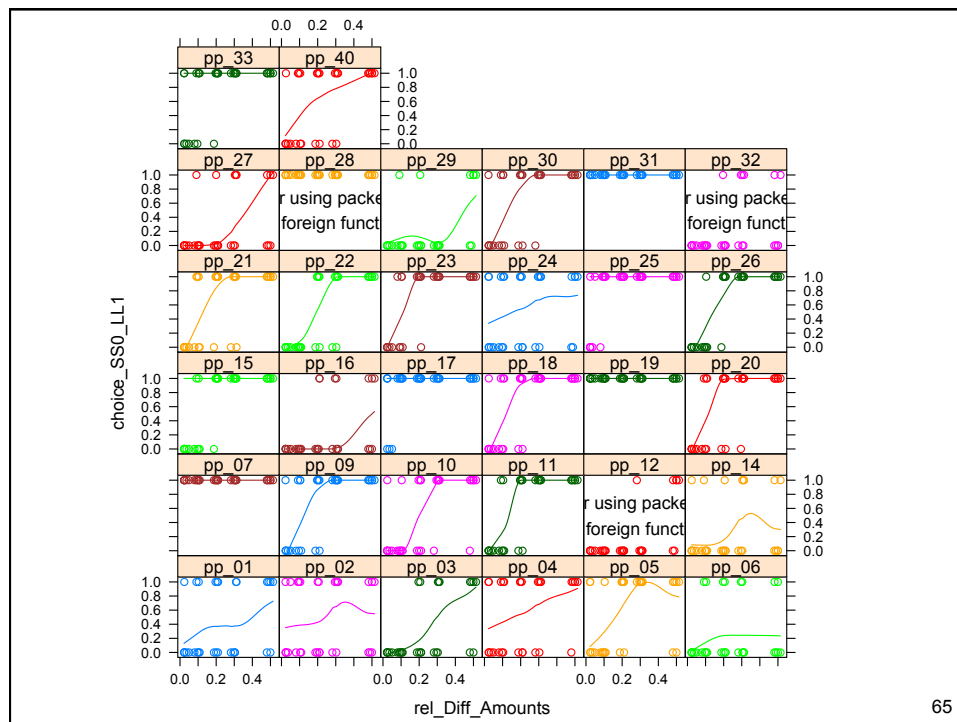 0.0 0.2 0.4
pp_33 pp_40
1.0
0.8
0.6
0.4
0.2
0.0
pp_27 pp_28 pp_29 pp_30 pp_31 pp_32
1.0
0.8
0.6
0.4
0.2
0.0
r using packe
foreign funct
r using packe
foreign funct
pp_21 pp_22 pp_23 pp_24 pp_25 pp_26
1.0
0.8
0.6
0.4
0.2
0.0
pp_15 pp_16 pp_17 pp_18 pp_19 pp_20
1.0
0.8
0.6
0.4
0.2
0.0
pp_07 pp_09 pp_10 pp_11 pp_12 pp_14
r using packe
foreign funct
1.0
0.8
0.6
0.4
0.2
0.0
pp_01 pp_02 pp_03 pp_04 pp_05 pp_06
1.0
0.8
0.6
0.4
0.2
0.0
0.0 0.2 0.4
0.0 0.2 0.4
0.0 0.2 0.4
choice_SS0_LL1
rel_Diff_Amounts
65